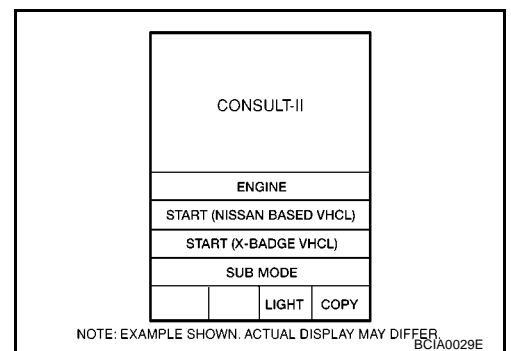 CONSULT-II
ENGINE
START (NISSAN BASED VHCL)
START (X-BADGE VHCL)
SUB MODE
LIGHT COPY
NOTE: EXAMPLE SHOWN. ACTUAL DISPLAY MAY DIFFER.
BCIA0029E